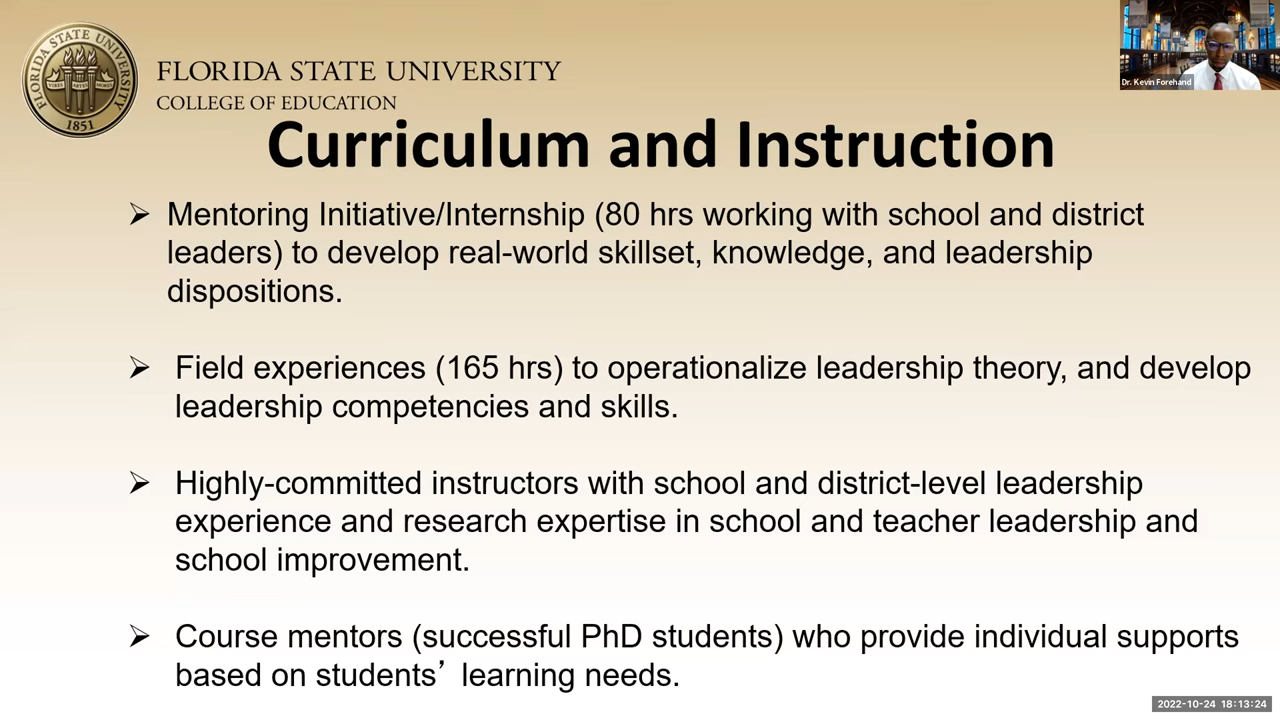 FLORIDA STATE UNIVERSITY
1851
VIRES ARTES MORES
FLORIDA STATE UNIVERSITY
COLLEGE OF EDUCATION
Dr. Kevin Forehand
Curriculum and Instruction
➢ Mentoring Initiative/Internship (80 hrs working with school and district
leaders) to develop real-world skillset, knowledge, and leadership
dispositions.
➢ Field experiences (165 hrs) to operationalize leadership theory, and develop
leadership competencies and skills.
➢ Highly-committed instructors with school and district-level leadership
experience and research expertise in school and teacher leadership and
school improvement.
➢ Course mentors (successful PhD students) who provide individual supports
based on students’ learning needs.
2022-10-24 18:13:24